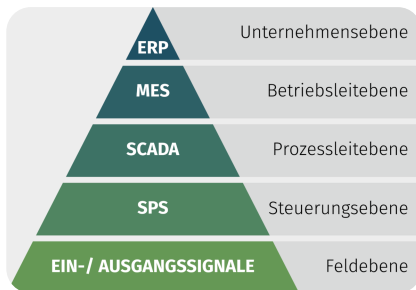 ERP Unternehmensebene
MES Betriebsleitebene
SCADA Prozessleitebene
SPS Steuerungsebene
EIN-/ AUSGANGSSIGNALE Feldebene